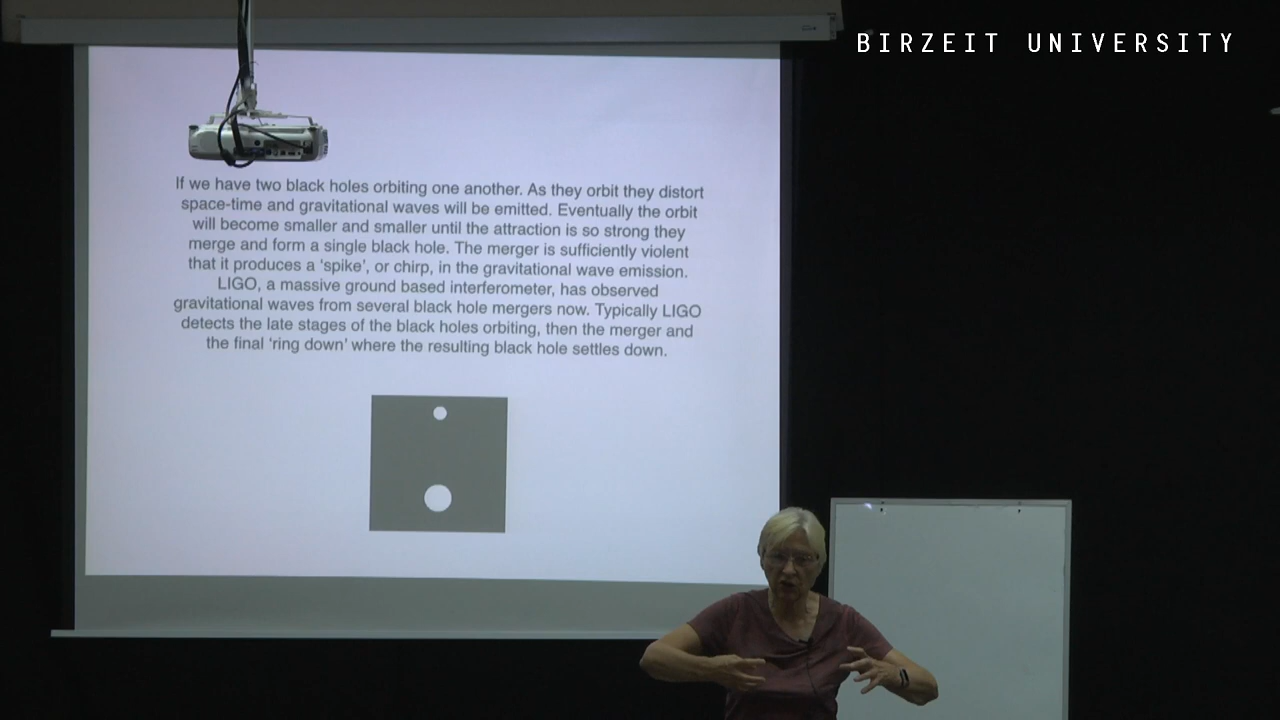 BIRZEIT UNIVERSITY
If we have two black holes orbiting one another. As they orbit they distort
space-time and gravitational waves will be emitted. Eventually the orbit
will become smaller and smaller until the attraction is so strong they
merge and form a single black hole. The merger is sufficiently violent
that it produces a ‘spike’, or chirp, in the gravitational wave emission.
LIGO, a massive ground based interferometer, has observed
gravitational waves from several black hole mergers now. Typically LIGO
detects the late stages of the black holes orbiting, then the merger and
the final ‘ring down’ where the resulting black hole settles down.